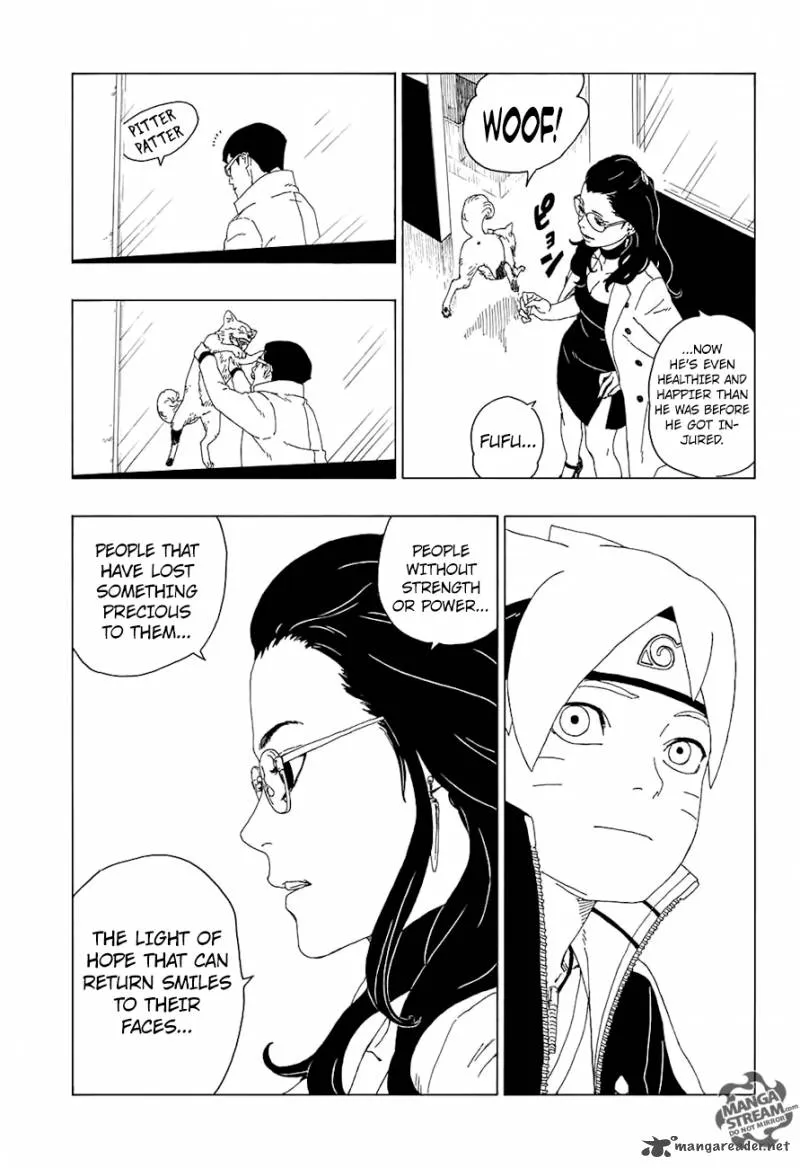 WOOF!
ピョン
...NOW
HE'S EVEN
HEALTHIER AND
HAPPIER THAN
HE WAS BEFORE
HE GOT IN-
JURED.
FUFU...
PITTER
PATTER
PEOPLE
WITHOUT
STRENGTH
OR POWER...
PEOPLE THAT
HAVE LOST
SOMETHING
PRECIOUS
TO THEM...
THE LIGHT OF
HOPE THAT CAN
RETURN SMILES
TO THEIR
FACES...
MANGA
STREAM.com
DO NOT MIRROR!
mangareader.net